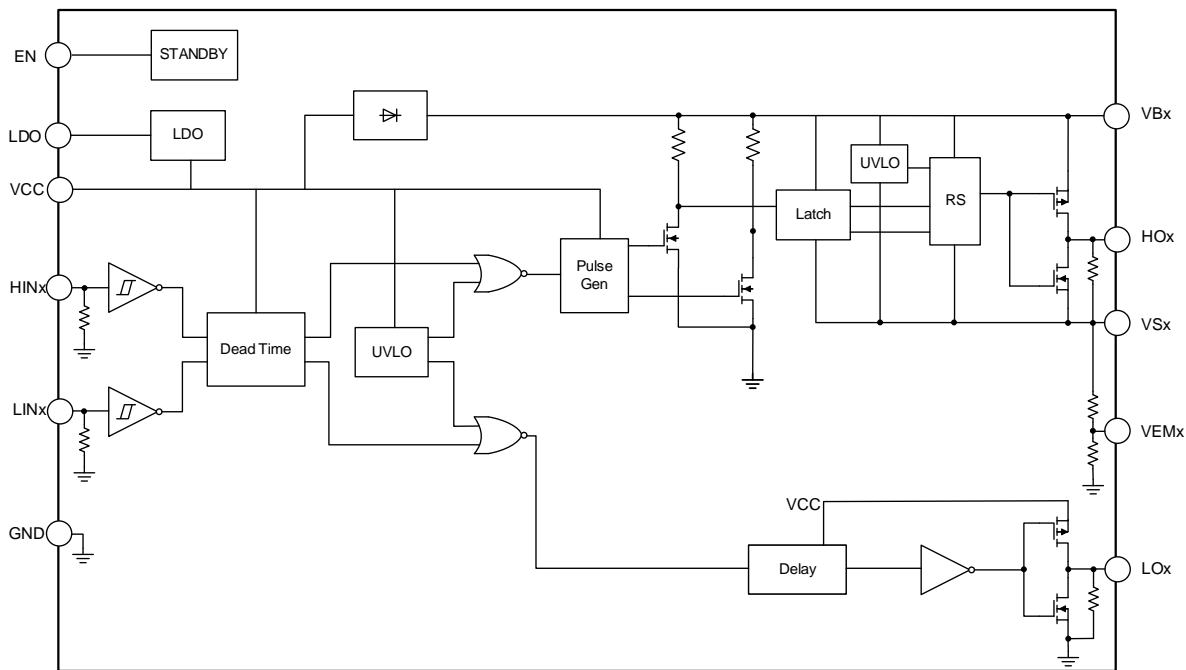 EN
STANDBY
LDO
LDO
VCC
VBx
UVLO
RS
Latch
HOx
Pulse
Gen
HINx
VSx
Dead Time
UVLO
LINx
VEMx
VCC
GND
Delay
LOx